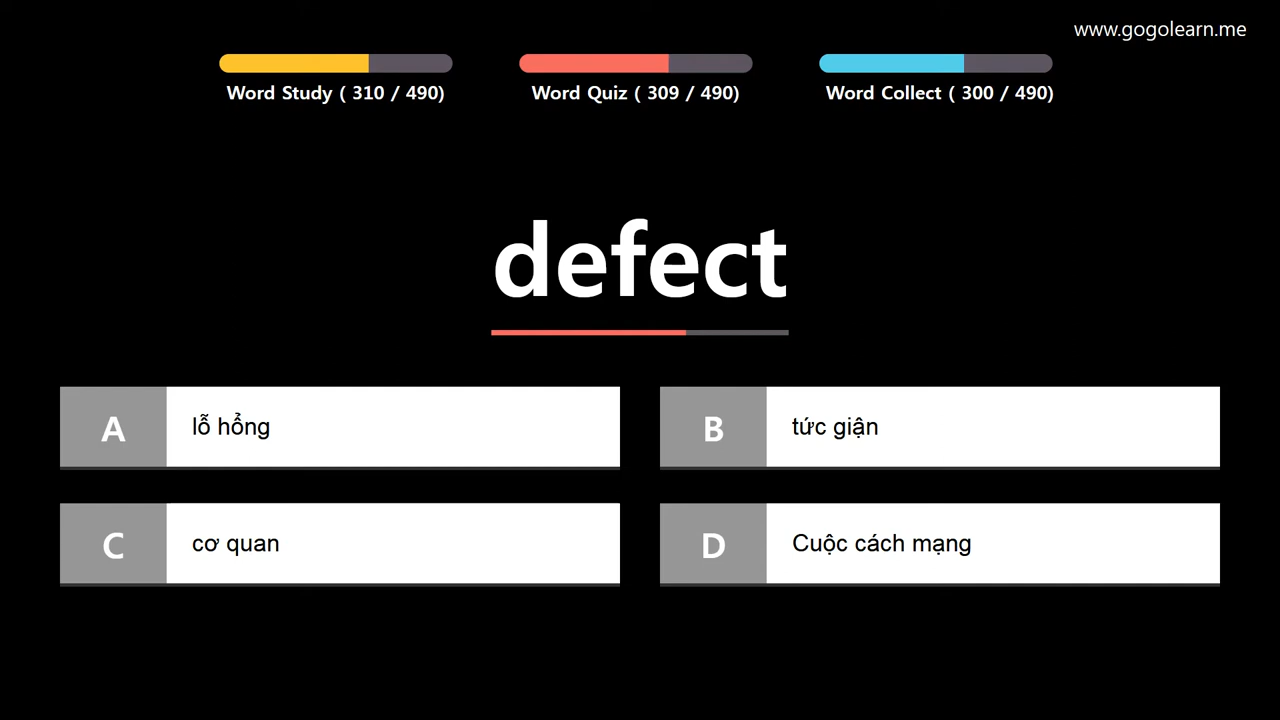 www.gogolearn.me
Word Study ( 310 / 490)
Word Quiz ( 309 / 490)
Word Collect ( 300 / 490)
defect
A lỗ hổng
B tức giận
C cơ quan
D Cuộc cách mạng